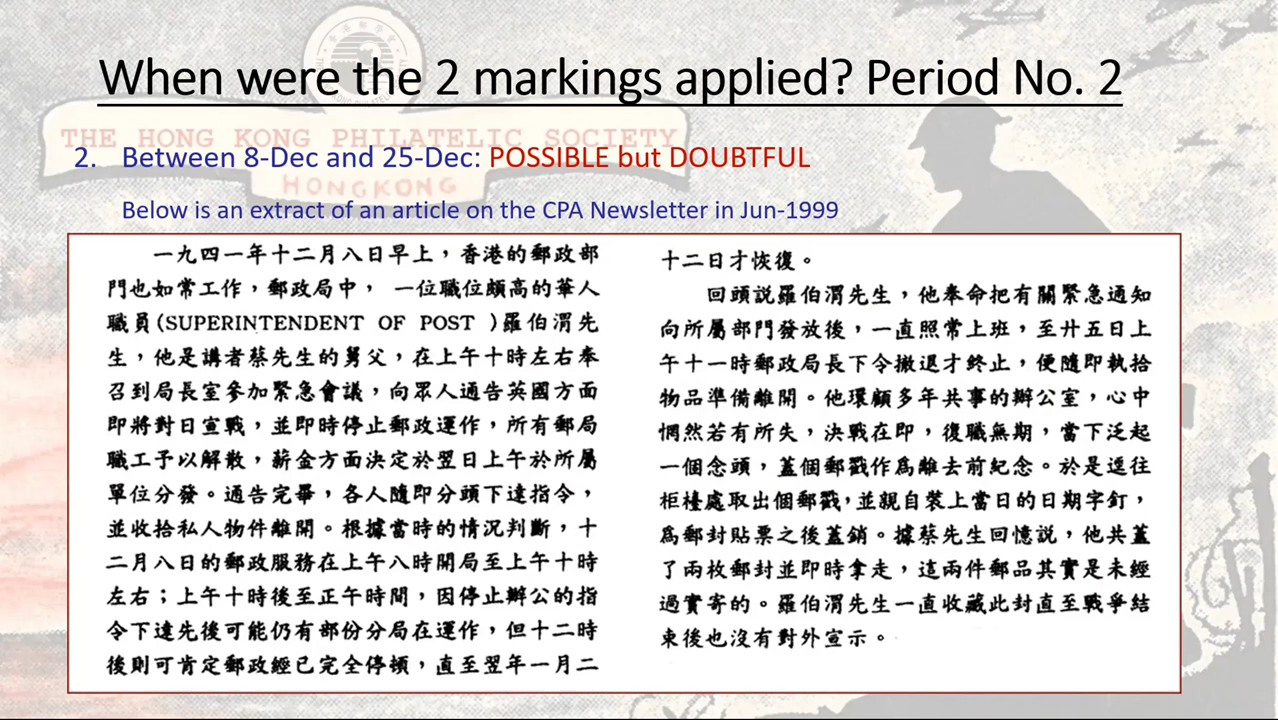 When were the 2 markings applied? Period No. 2
THE HONG KONG PHILATELIC SOCIETY
HONGKONG
2. Between 8-Dec and 25-Dec: POSSIBLE but DOUBTFUL
Below is an extract of an article on the CPA Newsletter in Jun-1999
一九四一年十二月八日早上，香港的郵政部
門也如常工作，郵政局中， 一位職位頗高的華人
職員(SUPERINTENDENT OF POST )羅伯渭先
生，他是講者蔡先生的舅父，在上午十時左右奉
召到局長室參加緊急會議，向眾人通告英國方面
即將對日宣戰，並即時停止郵政運作，所有郵局
職工予以解散，薪金方面決定於翌日上午於所屬
單位分發。通告完畢，各人隨即分頭下達指令，
並收拾私人物件離開。根據當時的情況判斷，十
二月八日的郵政服務在上午八時開局至上午十時
左右；上午十時後至正午時間，因停止辦公的指
令下達先後可能仍有部份分局在運作，但十二時
後則可肯定郵政經已完全停頓，直至翌年一月二
十二日才恢復。
回頭說羅伯渭先生，他奉命把有關緊急通知
向所屬部門發放後，一直照常上班，至廿五日上
午十一時郵政局長下令撤退才終止，便隨即執拾
物品準備離開。他環顧多年共事的辦公室，心中
惘然若有所失，決戰在即，復職無期，當下泛起
一個念頭，蓋個郵戳作爲離去前紀念。於是逕往
柜檯處取出個郵戳，並親自裝上當日的日期字釘，
爲郵封貼票之後蓋銷。據蔡先生回憶説，他共蓋
了兩枚郵封並即時拿走，這兩件郵品其實是未經
過實寄的。羅伯渭先生一直收藏此封直至戰爭結
束後也沒有對外宣示。